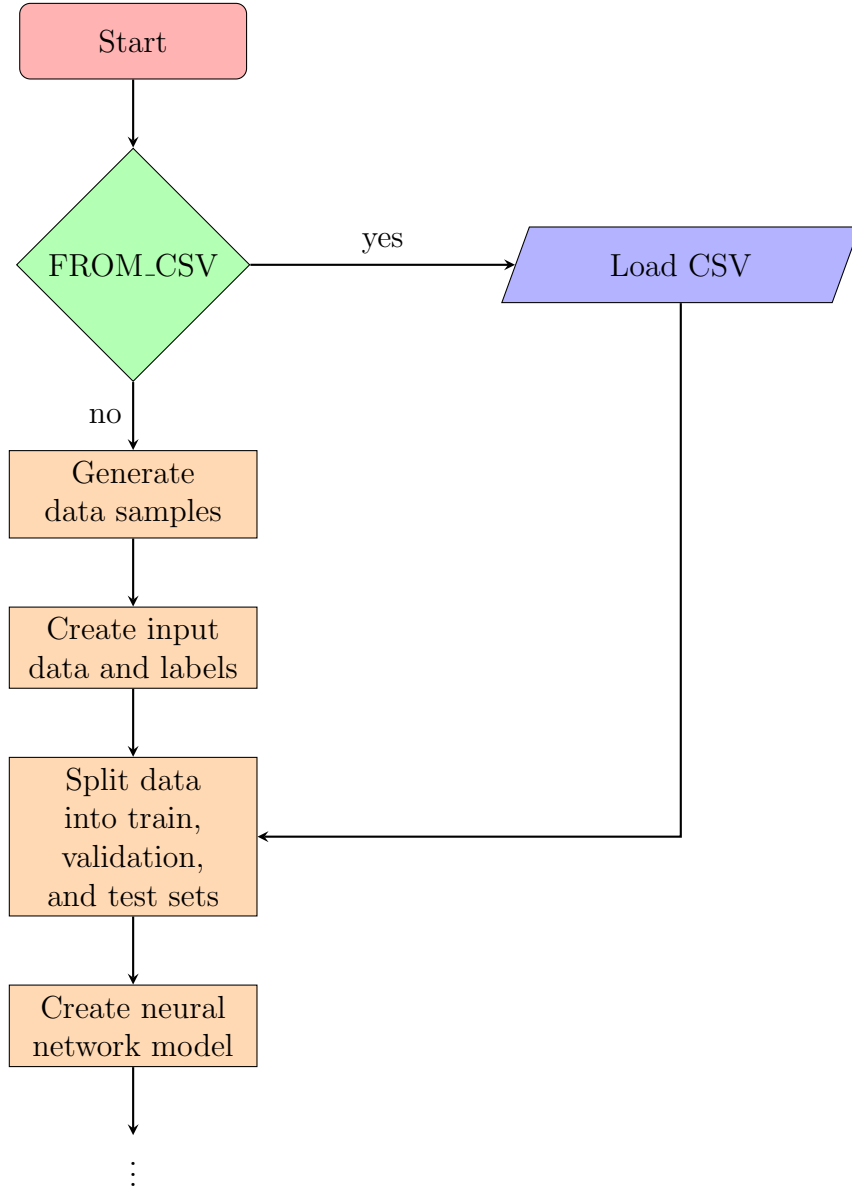 Start
FROM_CSV
yes
Load CSV
no
Generate
data samples
Create input
data and labels
Split data
into train,
validation,
and test sets
Create neural
network model
⋮